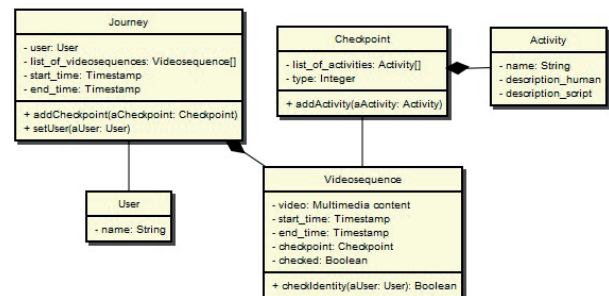 Journey
- user: User
- list_of_videosequences: Videosequence[]
- start_time: Timestamp
- end_time: Timestamp
+ addCheckpoint(aCheckpoint: Checkpoint)
+ setUser(aUser: User)
Checkpoint
- list_of_activities: Activity[]
- type: Integer
+ addActivity(aActivity: Activity)
Activity
- name: String
- description_human
- description_script
User
- name: String
Videosequence
- video: Multimedia content
- start_time: Timestamp
- end_time: Timestamp
- checkpoint: Checkpoint
- checked: Boolean
+ checkIdentity(aUser: User): Boolean